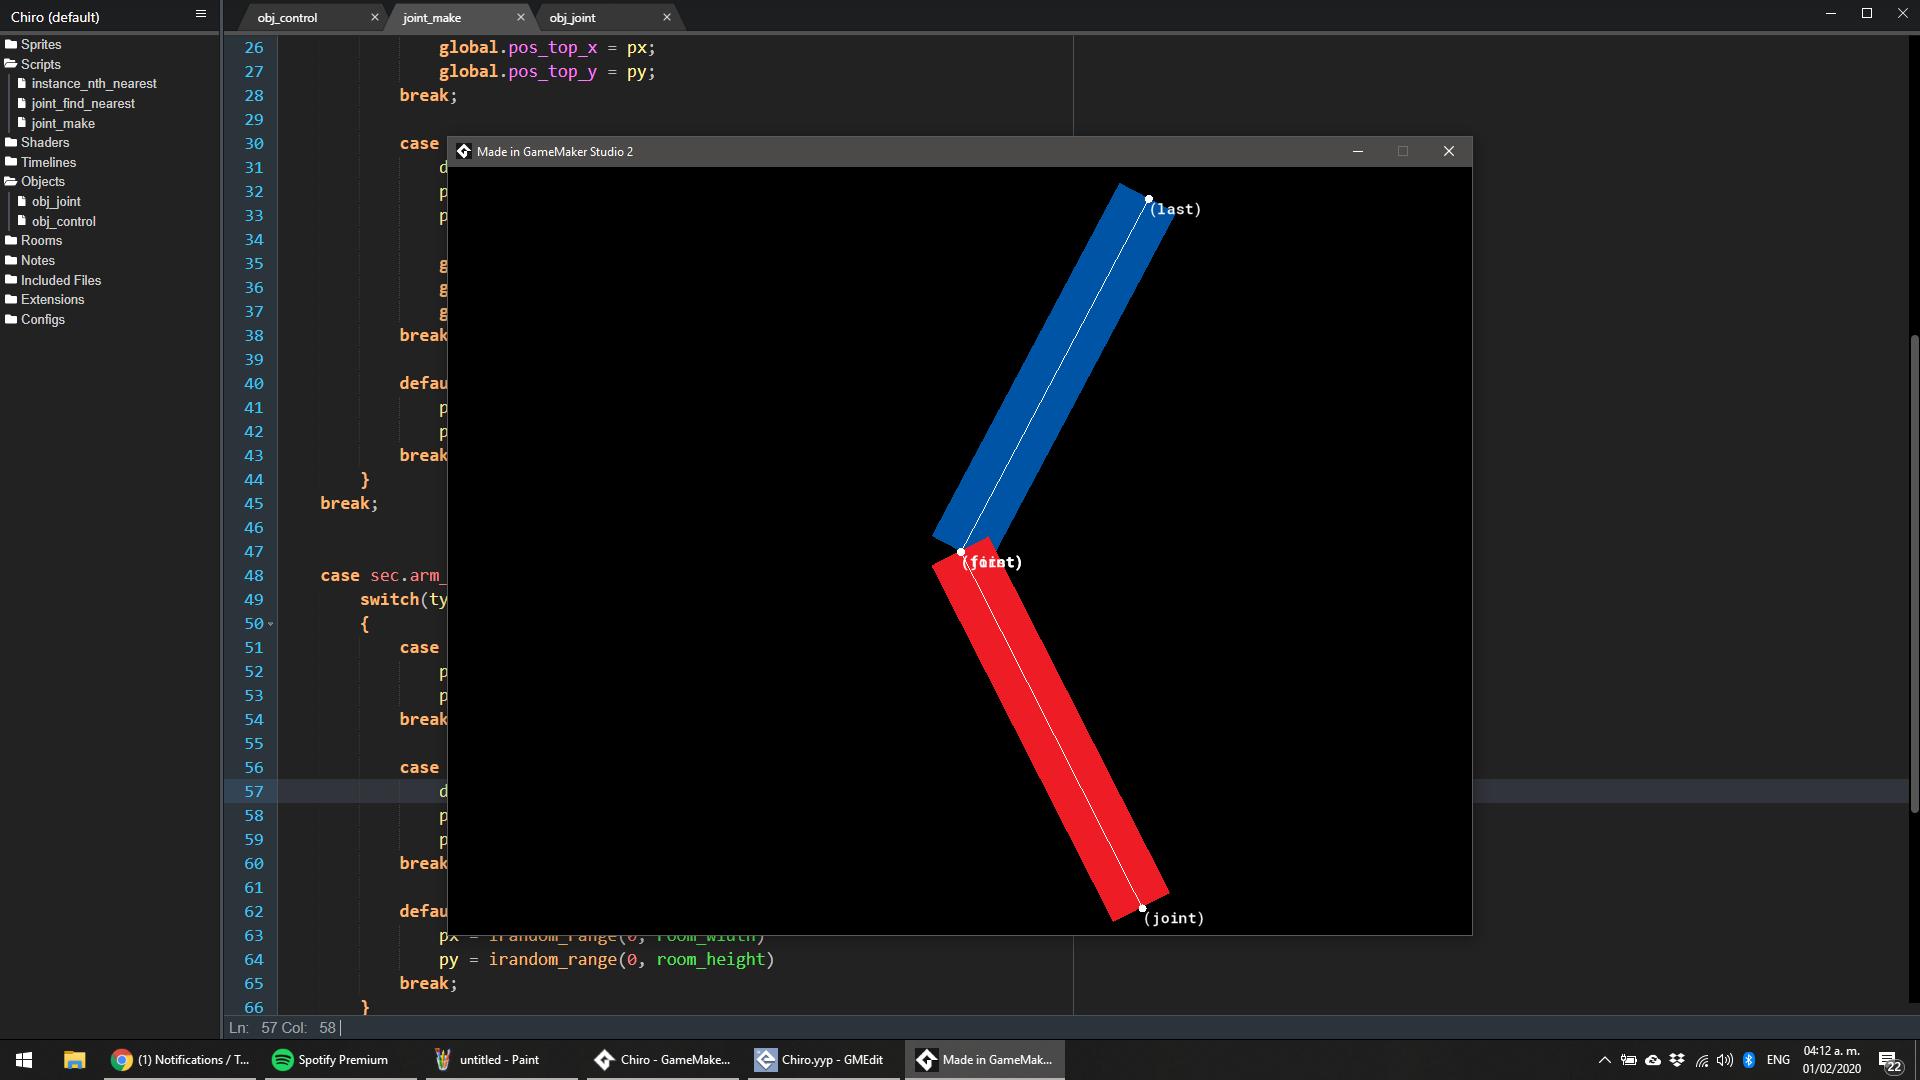 Chiro (default)
obj_control
joint_make
obj_joint
Sprites
Scripts
instance_nth_nearest
joint_find_nearest
joint_make
Shaders
Timelines
Objects
obj_joint
obj_control
Rooms
Notes
Included Files
Extensions
Configs
26 global.pos_top_x = px;
27 global.pos_top_y = py;
28 break;
29
30 case
31 d
32 p
33 p
34
35 g
36 g
37 g
38 break
39
40 defau
41 p
42 p
43 break
44 }
45 break;
46
47
48 case sec.arm_
49 switch(ty
50 {
51 case
52 p
53 p
54 break
55
56 case
57 d
58 p
59 p
60 break
61
62 defau
63 px = irandom_range(0, room_width)
64 py = irandom_range(0, room_height)
65 break;
66 }
Made in GameMaker Studio 2
(last)
(joint)
Ln: 57 Col: 58
(1) Notifications / T...
Spotify Premium
untitled - Paint
Chiro - GameMake...
Chiro.yyp - GMEdit
Made in GameMak...
ENG
04:12 a. m.
01/02/2020
22